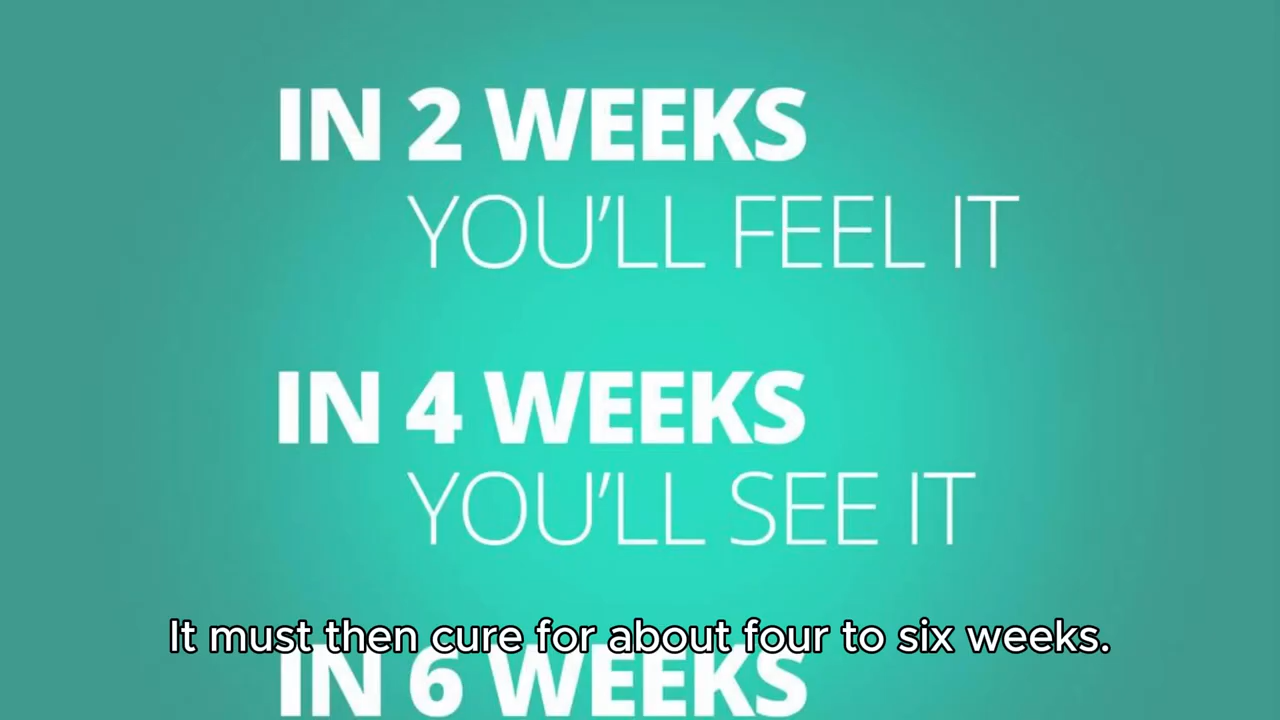 IN 2 WEEKS
YOU'LL FEEL IT
IN 4 WEEKS
YOU'LL SEE IT
It must then cure for about four to six weeks.
IN 6 WEEKS